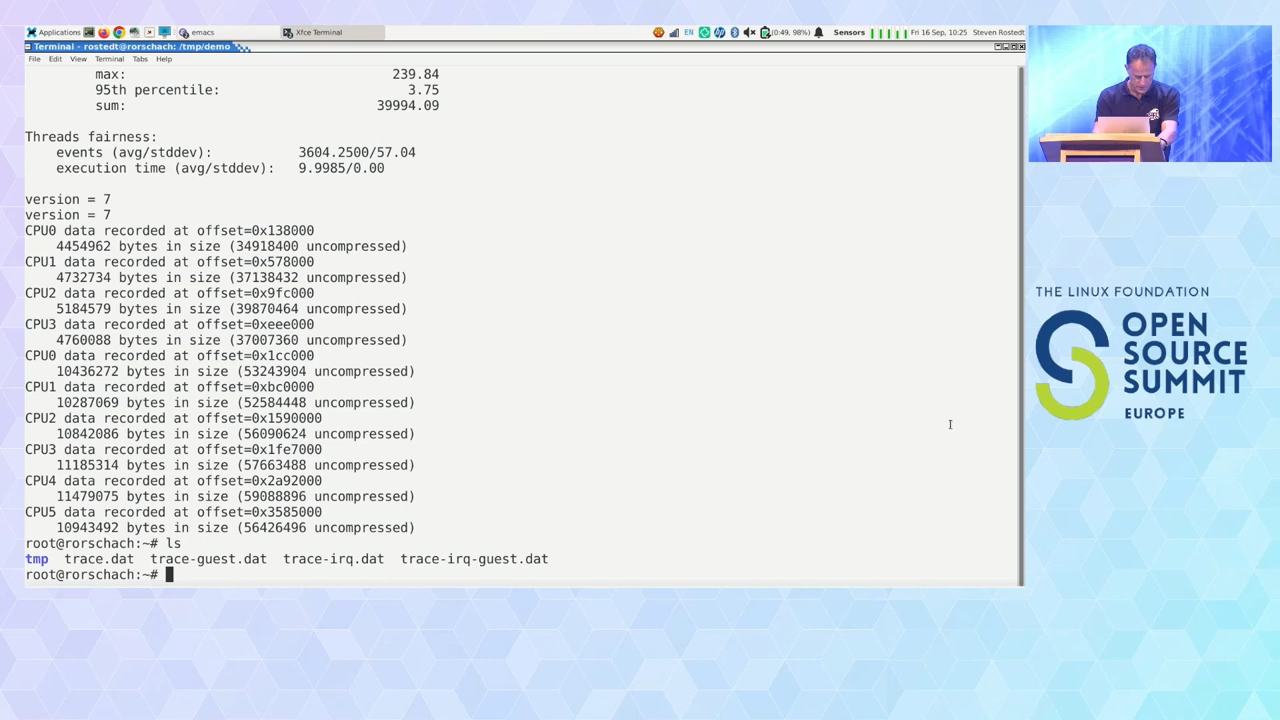 Applications
emacs
Xfce Terminal
EN
(0:49, 98%)
Sensors
Fri 16 Sep, 10:25
Steven Rostedt
Terminal - rostedt@rorschach: /tmp/demo
File Edit View Terminal Tabs Help
max: 239.84
95th percentile: 3.75
sum: 39994.09
Threads fairness:
events (avg/stddev): 3604.2500/57.04
execution time (avg/stddev): 9.9985/0.00
version = 7
version = 7
CPU0 data recorded at offset=0x138000
4454962 bytes in size (34918400 uncompressed)
CPU1 data recorded at offset=0x578000
4732734 bytes in size (37138432 uncompressed)
CPU2 data recorded at offset=0x9fc000
5184579 bytes in size (39870464 uncompressed)
CPU3 data recorded at offset=0xeee000
4760088 bytes in size (37007360 uncompressed)
CPU0 data recorded at offset=0x1cc000
10436272 bytes in size (53243904 uncompressed)
CPU1 data recorded at offset=0xbc0000
10287069 bytes in size (52584448 uncompressed)
CPU2 data recorded at offset=0x1590000
10842086 bytes in size (56090624 uncompressed)
CPU3 data recorded at offset=0x1fe7000
11185314 bytes in size (57663488 uncompressed)
CPU4 data recorded at offset=0x2a92000
11479075 bytes in size (59088896 uncompressed)
CPU5 data recorded at offset=0x3585000
10943492 bytes in size (56426496 uncompressed)
root@rorschach:~# ls
tmp trace.dat trace-guest.dat trace-irq.dat trace-irq-guest.dat
root@rorschach:~#
THE LINUX FOUNDATION
OPEN
SOURCE
SUMMIT
EUROPE